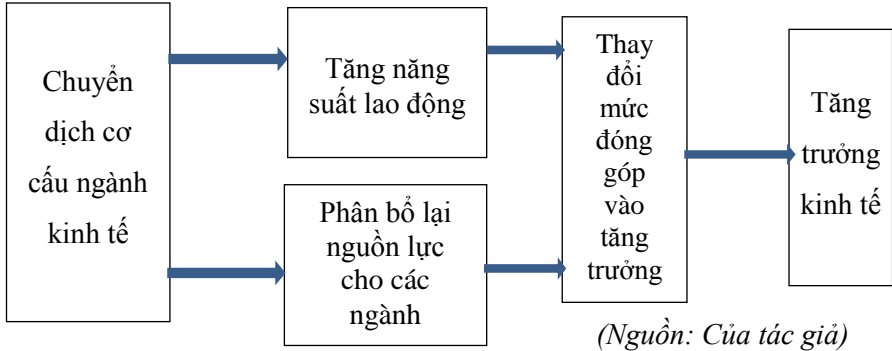 Chuyển
dịch cơ
cấu ngành
kinh tế
Tăng năng
suất lao động
Phân bổ lại
nguồn lực
cho các
ngành
Thay
đổi
mức
đóng
góp
vào
tăng
trưởng
Tăng
trưởng
kinh tế
(Nguồn: Của tác giả)